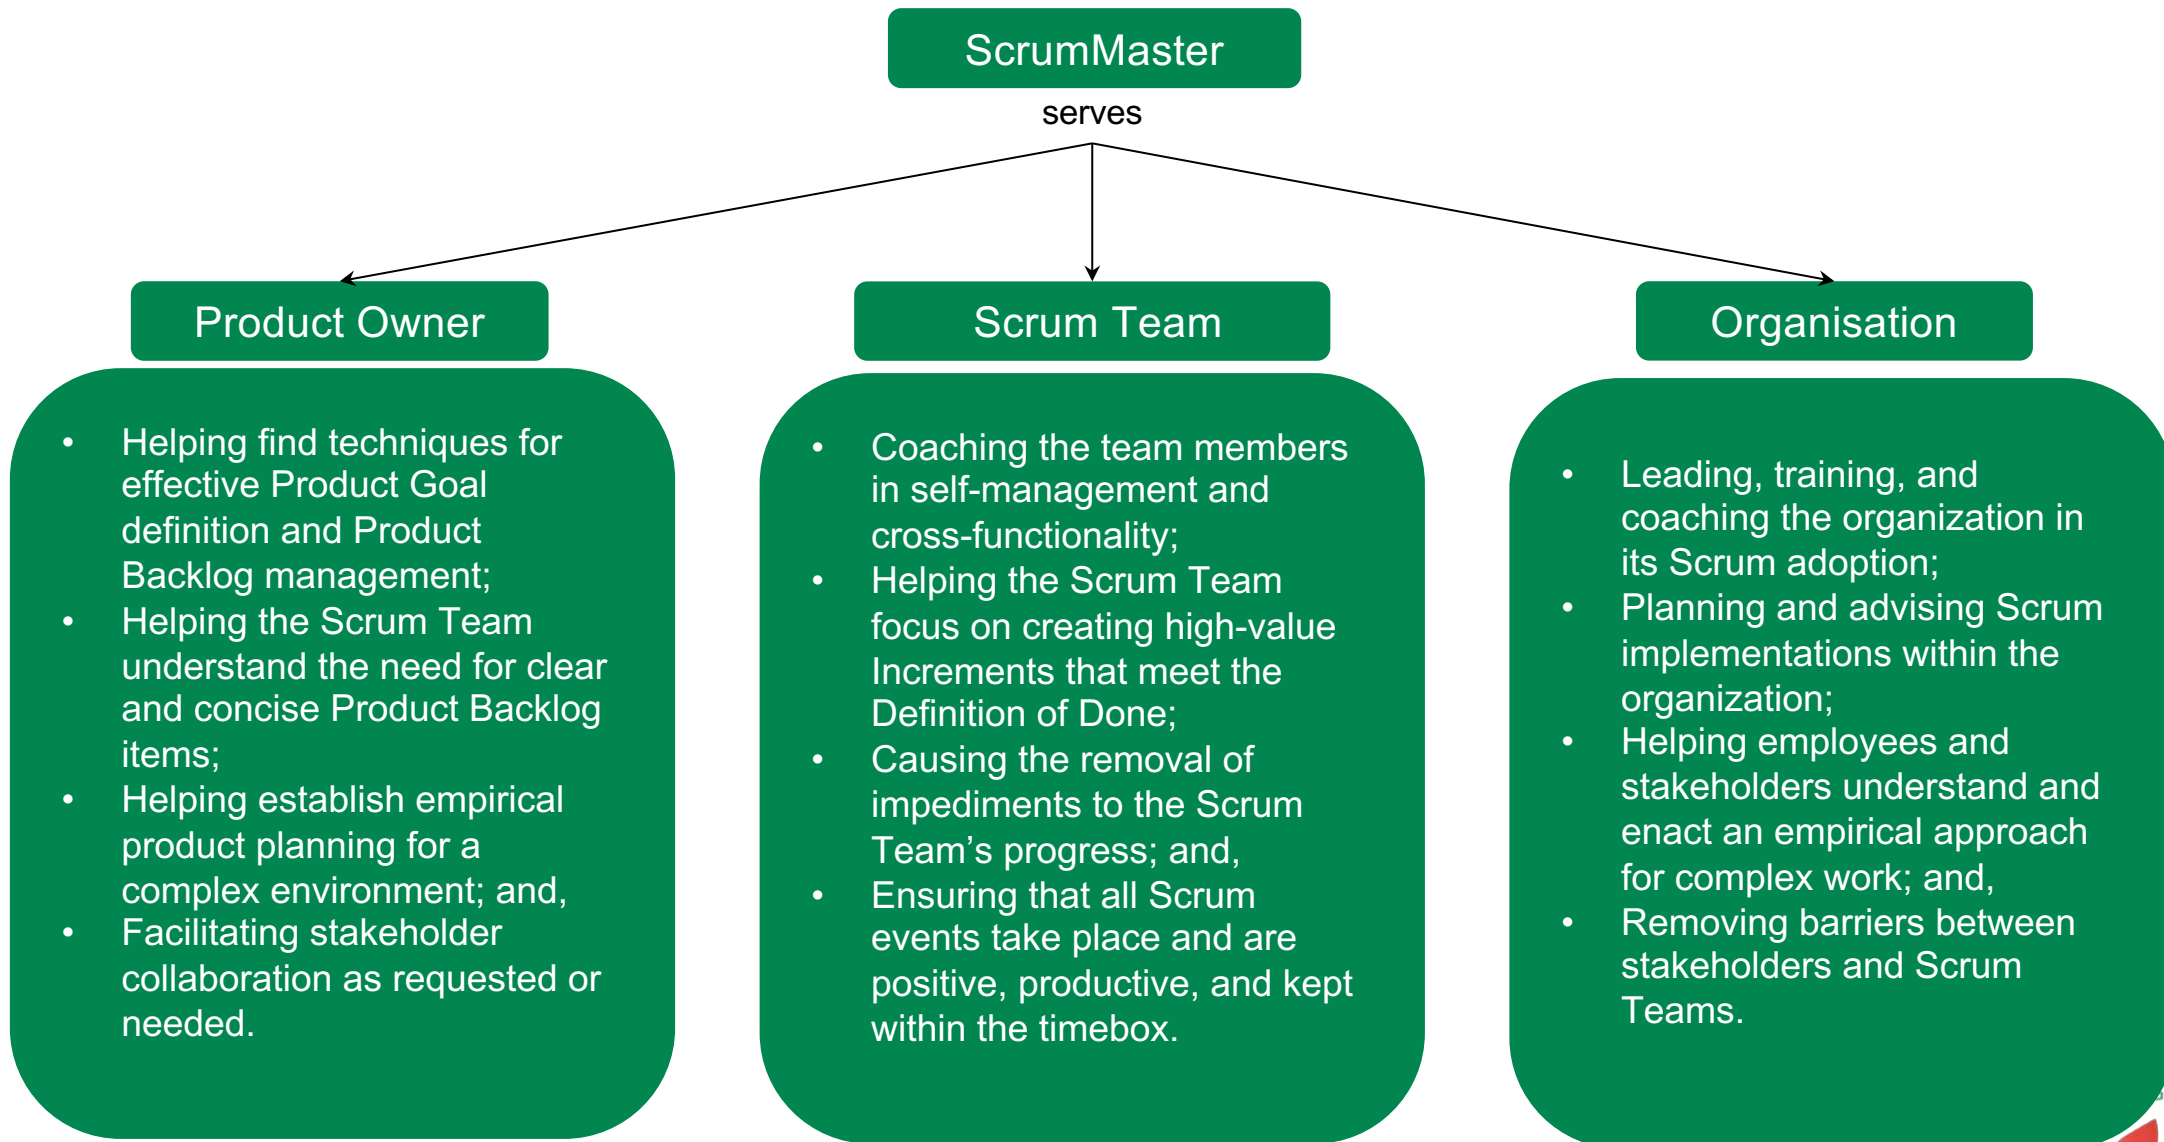 ScrumMaster
serves
Product Owner
Scrum Team
Organisation
• Helping find techniques for
effective Product Goal
definition and Product
Backlog management;
• Helping the Scrum Team
understand the need for clear
and concise Product Backlog
items;
• Helping establish empirical
product planning for a
complex environment; and,
• Facilitating stakeholder
collaboration as requested or
needed.
• Coaching the team members
in self-management and
cross-functionality;
• Helping the Scrum Team
focus on creating high-value
Increments that meet the
Definition of Done;
• Causing the removal of
impediments to the Scrum
Team’s progress; and,
• Ensuring that all Scrum
events take place and are
positive, productive, and kept
within the timebox.
• Leading, training, and
coaching the organization in
its Scrum adoption;
• Planning and advising Scrum
implementations within the
organization;
• Helping employees and
stakeholders understand and
enact an empirical approach
for complex work; and,
• Removing barriers between
stakeholders and Scrum
Teams.